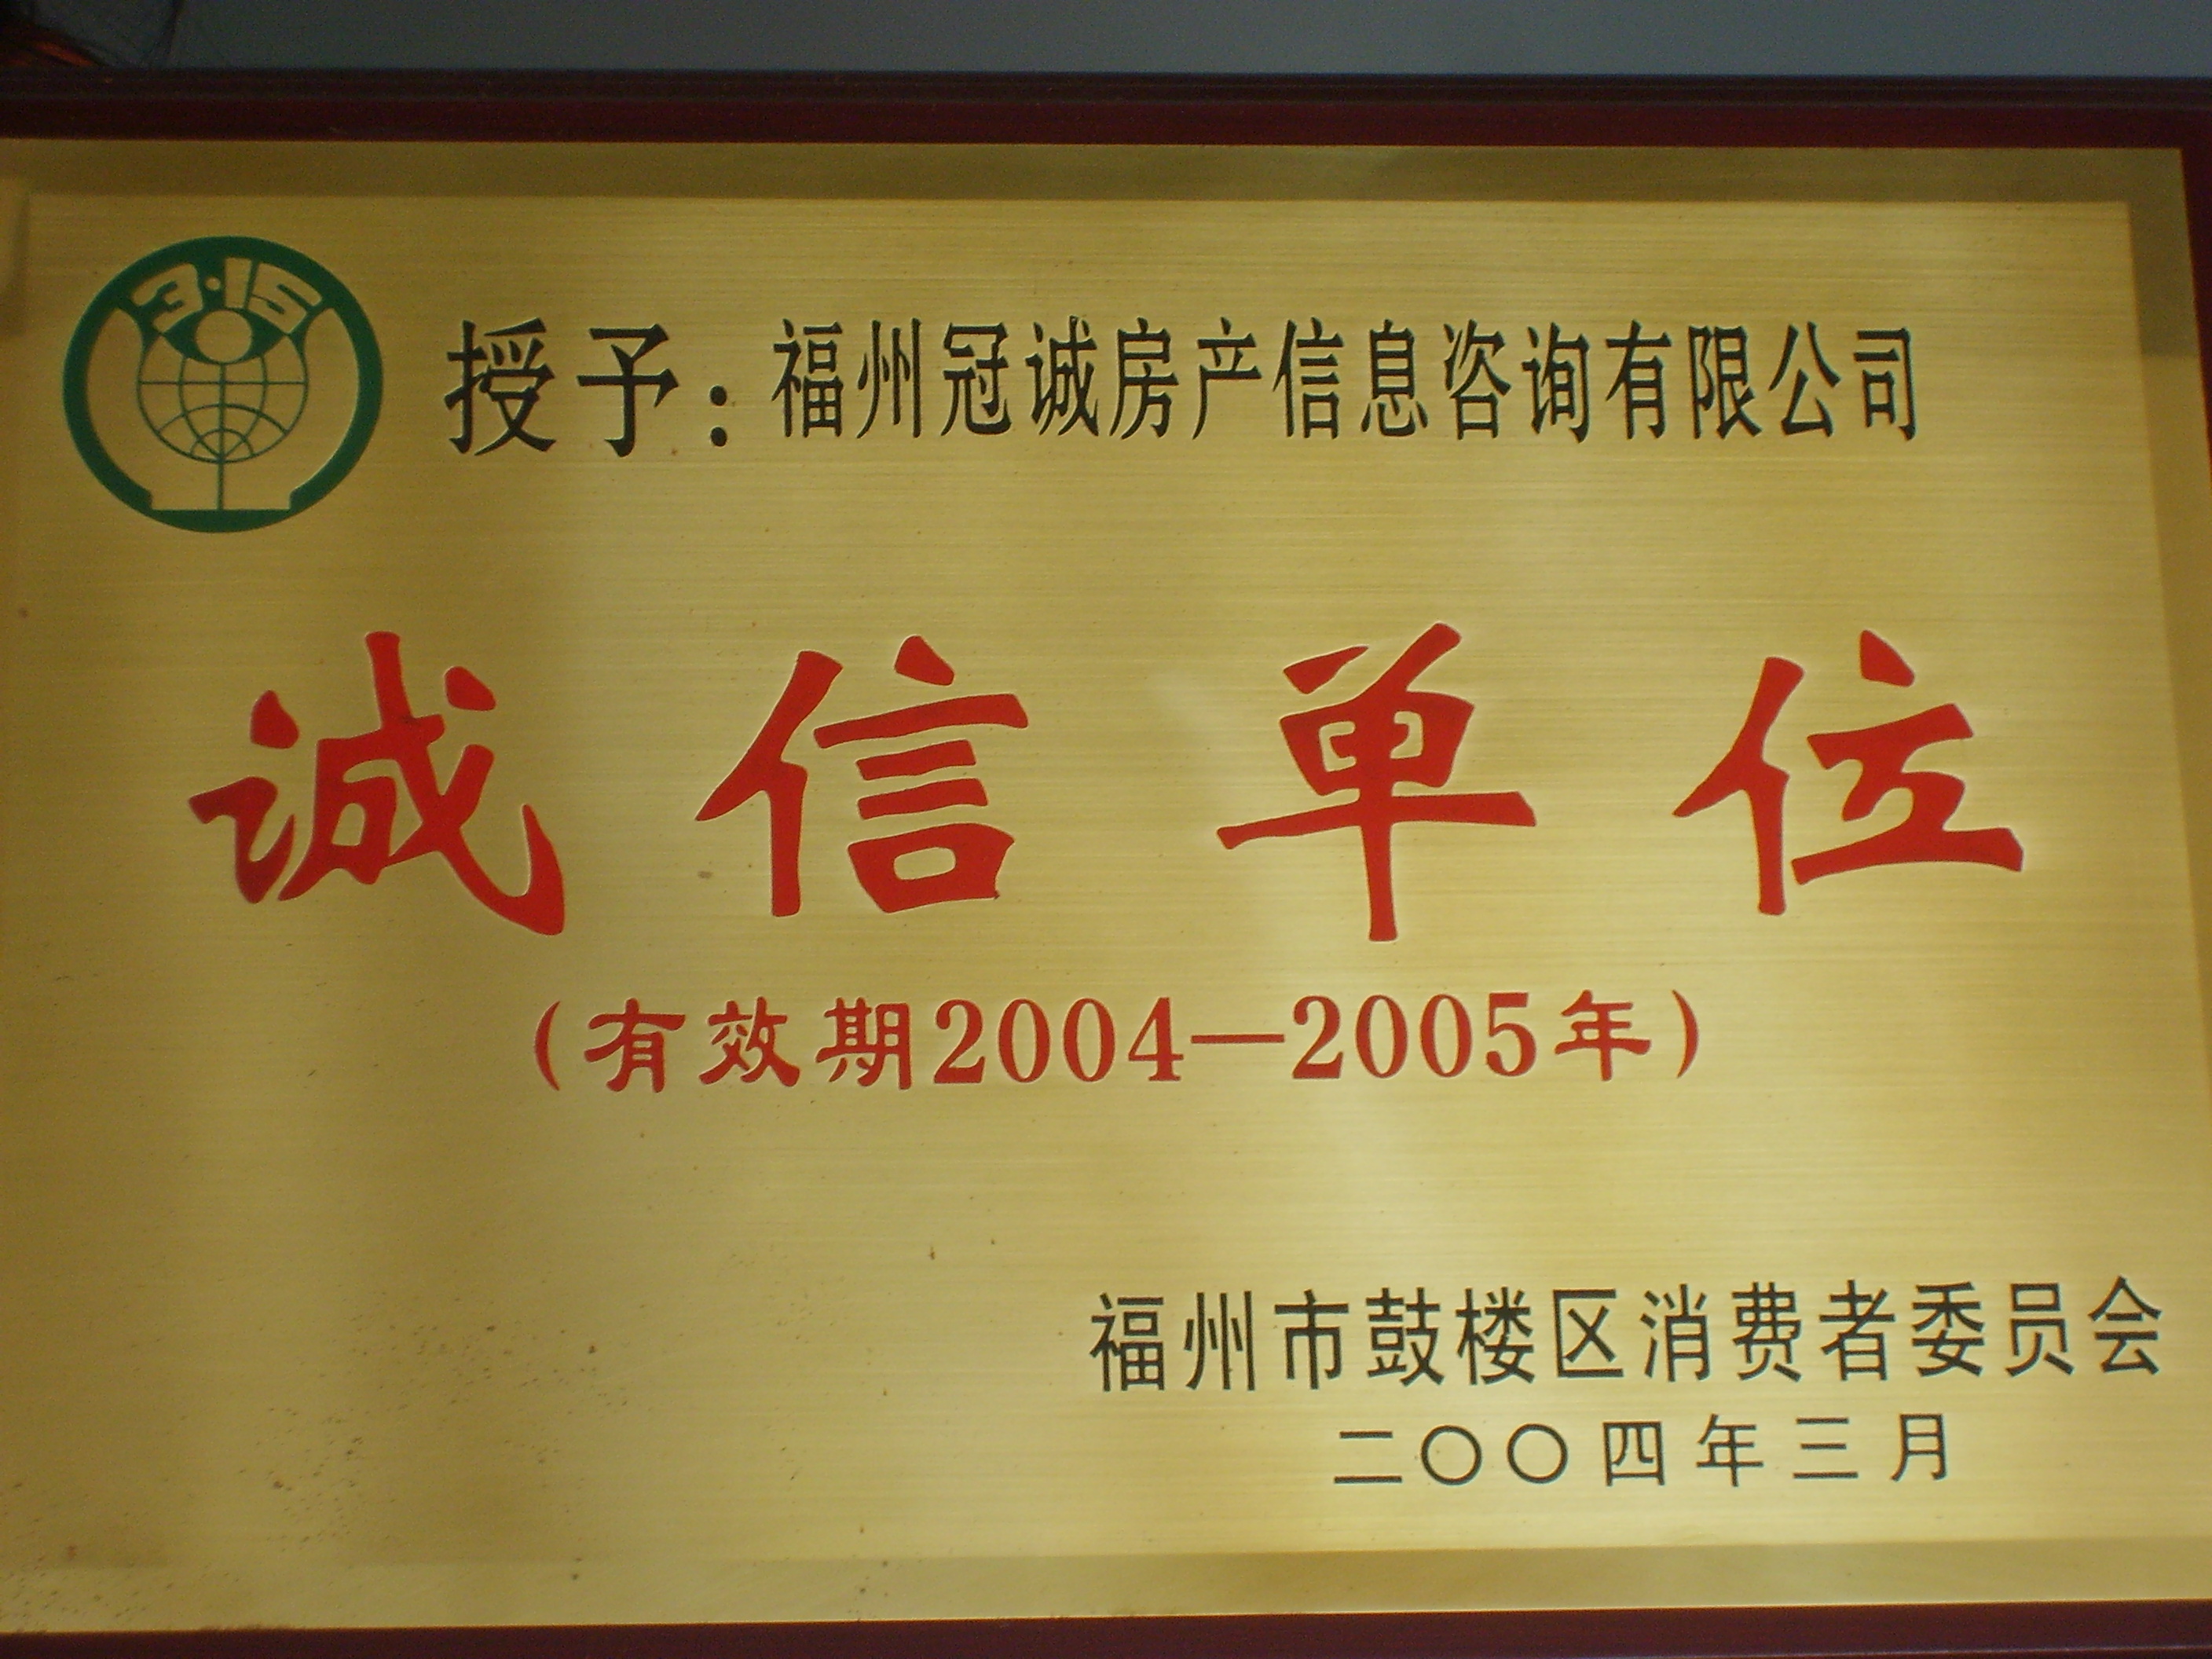 3·15
授予:福州冠诚房产信息咨询有限公司
诚信单位
(有效期2004—2005年)
福州市鼓楼区消费者委员会
二〇〇四年三月